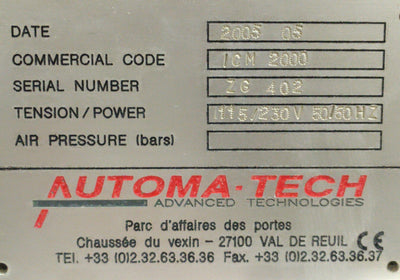 DATE 2005 05
COMMERCIAL CODE ICM 2000
SERIAL NUMBER ZG 402
TENSION/POWER 115/230V 50/60HZ
AIR PRESSURE (bars)
AUTOMA-TECH
ADVANCED TECHNOLOGIES
Parc d'affaires des portes
Chaussée du vexin - 27100 VAL DE REUIL CE
TEl. +33 (0)2.32.63.36.36 Fax. +33 (0)2.32.63.36.37